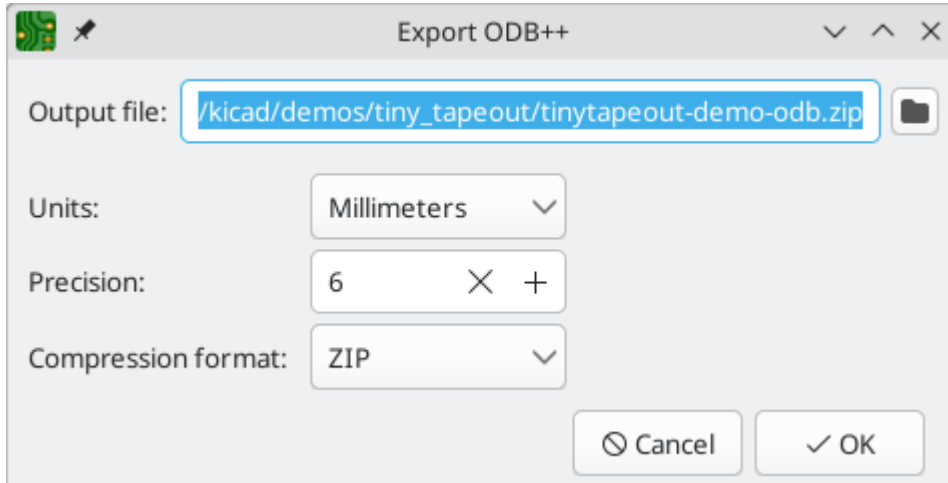 Export ODB++
Output file: /kicad/demos/tiny_tapeout/tinytapeout-demo-odb.zip
Units: Millimeters
Precision: 6
Compression format: ZIP
Cancel OK